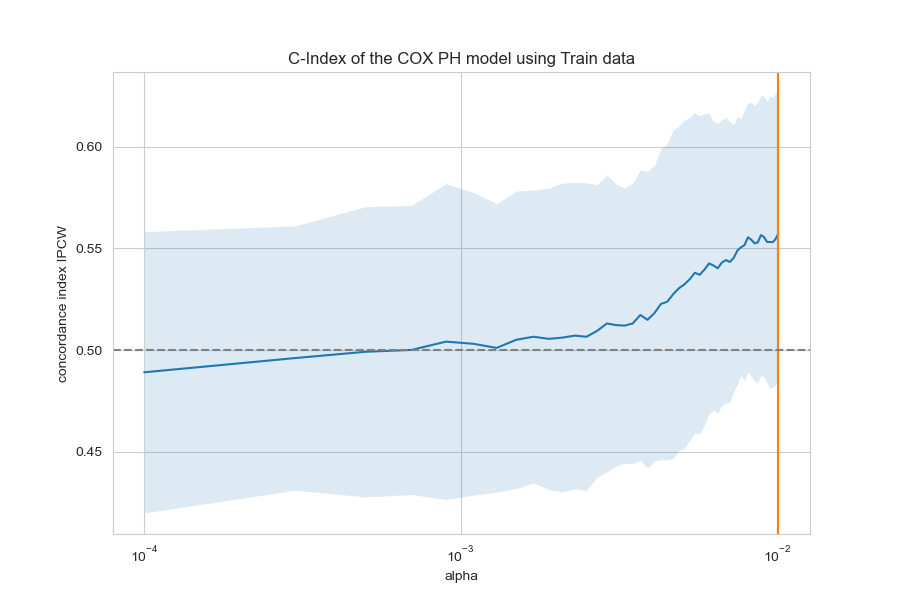 C-Index of the COX PH model using Train data
concordance index IPCW
0.60
0.55
0.50
0.45
10⁻⁴
10⁻³
10⁻²
alpha